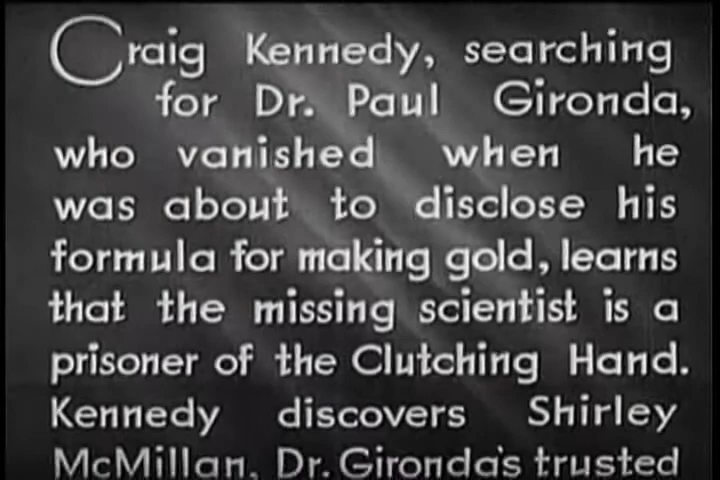 Craig Kennedy, searching
for Dr. Paul Gironda,
who vanished when he
was about to disclose his
formula for making gold, learns
that the missing scientist is a
prisoner of the Clutching Hand.
Kennedy discovers Shirley
McMillan, Dr. Gironda's trusted